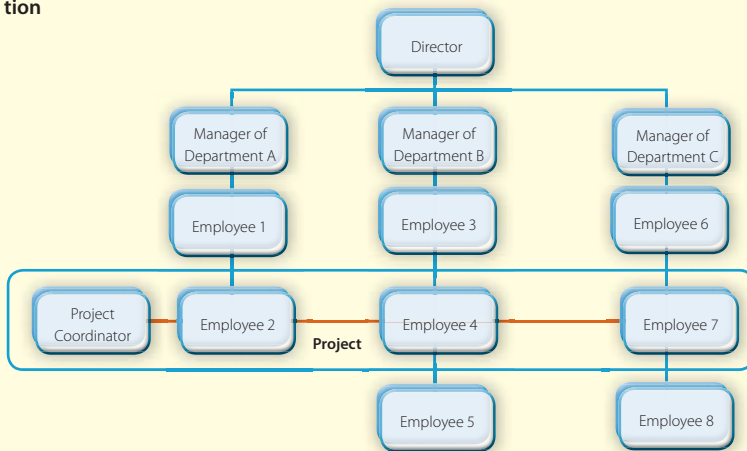 tion
Director
Manager of
Department A
Manager of
Department B
Manager of
Department C
Employee 1
Employee 3
Employee 6
Project
Coordinator
Employee 2
Employee 4
Employee 7
Project
Employee 5
Employee 8